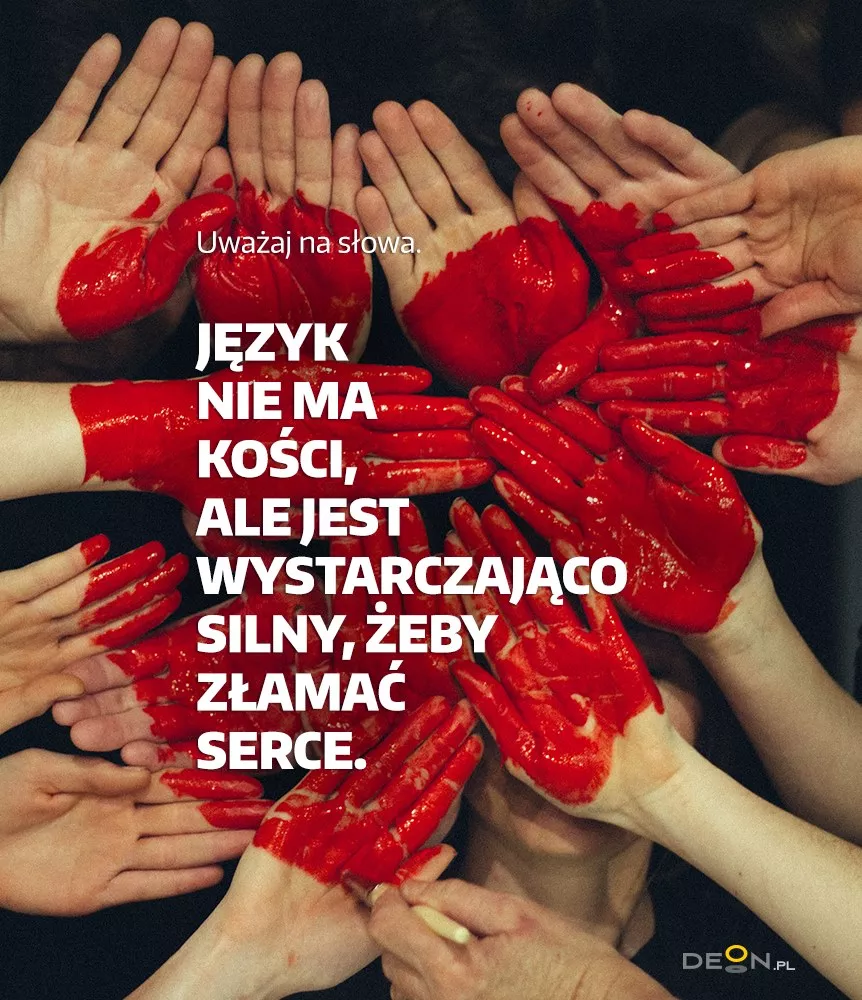 Uważaj na słowa.
JĘZYK
NIE MA
KOŚCI,
ALE JEST
WYSTARCZAJĄCO
SILNY, ŻEBY
ZŁAMAĆ
SERCE.
DEON.PL